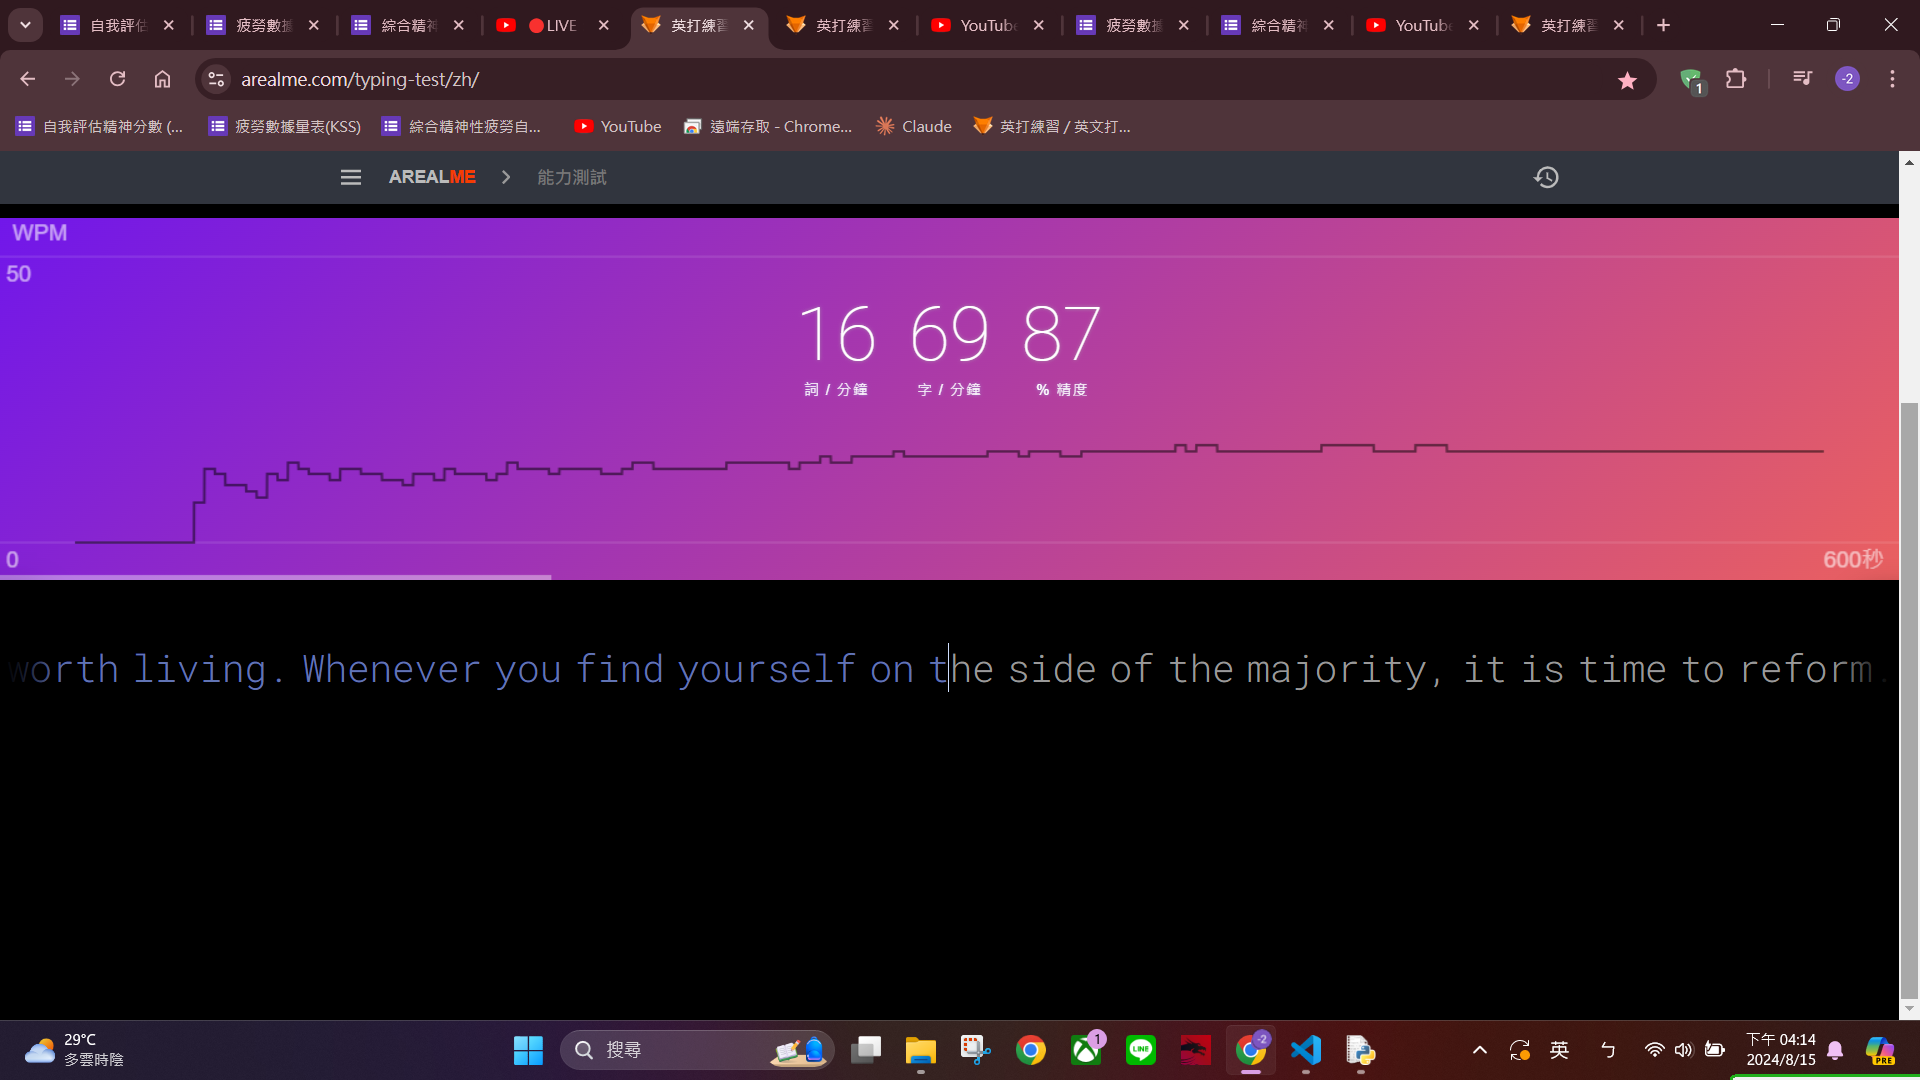 自我評估
疲勞數據
綜合精神
LIVE
英打練習
英打練習
YouTube
疲勞數據
綜合精神
YouTube
英打練習
arealme.com/typing-test/zh/
1
-2
自我評估精神分數 (...
疲勞數據量表(KSS)
綜合精神性疲勞自...
YouTube
遠端存取 - Chrome...
Claude
英打練習 / 英文打...
AREALME
能力測試
WPM
50
16 69 87
詞 / 分鐘
字 / 分鐘
% 精度
0
600秒
worth living. Whenever you find yourself on the side of the majority, it is time to reform.
29°C
多雲時陰
搜尋
1
LINE
-2
英
ㄅ
下午 04:14
2024/8/15
PRE